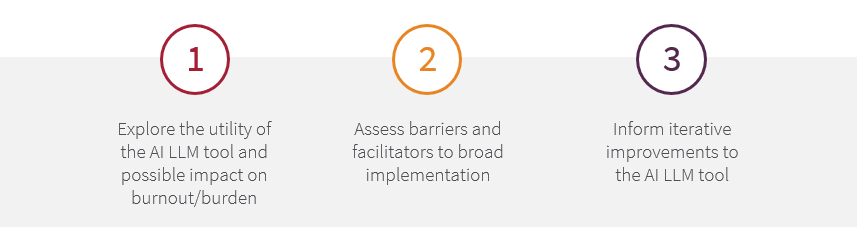 1
Explore the utility of
the AI LLM tool and
possible impact on
burnout/burden
2
Assess barriers and
facilitators to broad
implementation
3
Inform iterative
improvements to
the AI LLM tool